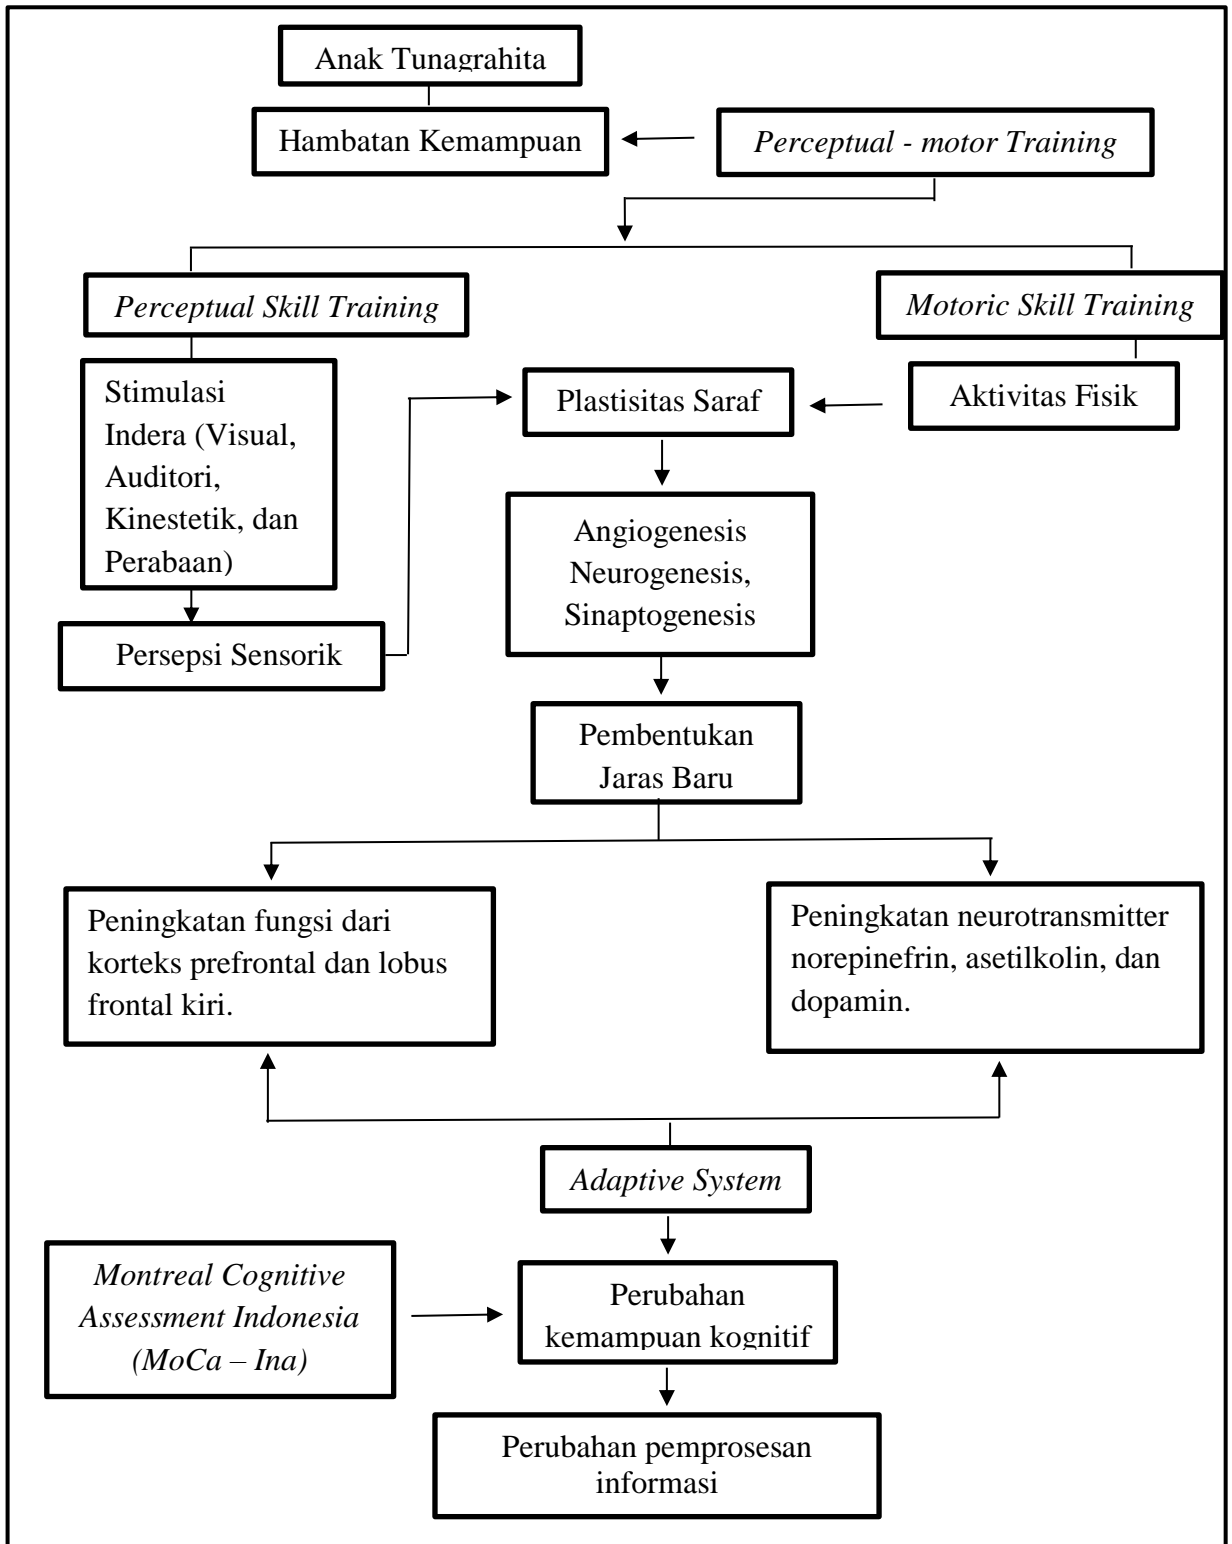 Anak Tunagrahita
Hambatan Kemampuan
Perceptual - motor Training
Perceptual Skill Training
Motoric Skill Training
Stimulasi
Indera (Visual,
Auditori,
Kinestetik, dan
Perabaan)
Plastisitas Saraf
Aktivitas Fisik
Angiogenesis
Neurogenesis,
Sinaptogenesis
Persepsi Sensorik
Pembentukan
Jaras Baru
Peningkatan fungsi dari
korteks prefrontal dan lobus
frontal kiri.
Peningkatan neurotransmitter
norepinefrin, asetilkolin, dan
dopamin.
Adaptive System
Montreal Cognitive
Assessment Indonesia
(MoCa – Ina)
Perubahan
kemampuan kognitif
Perubahan pemprosesan
informasi